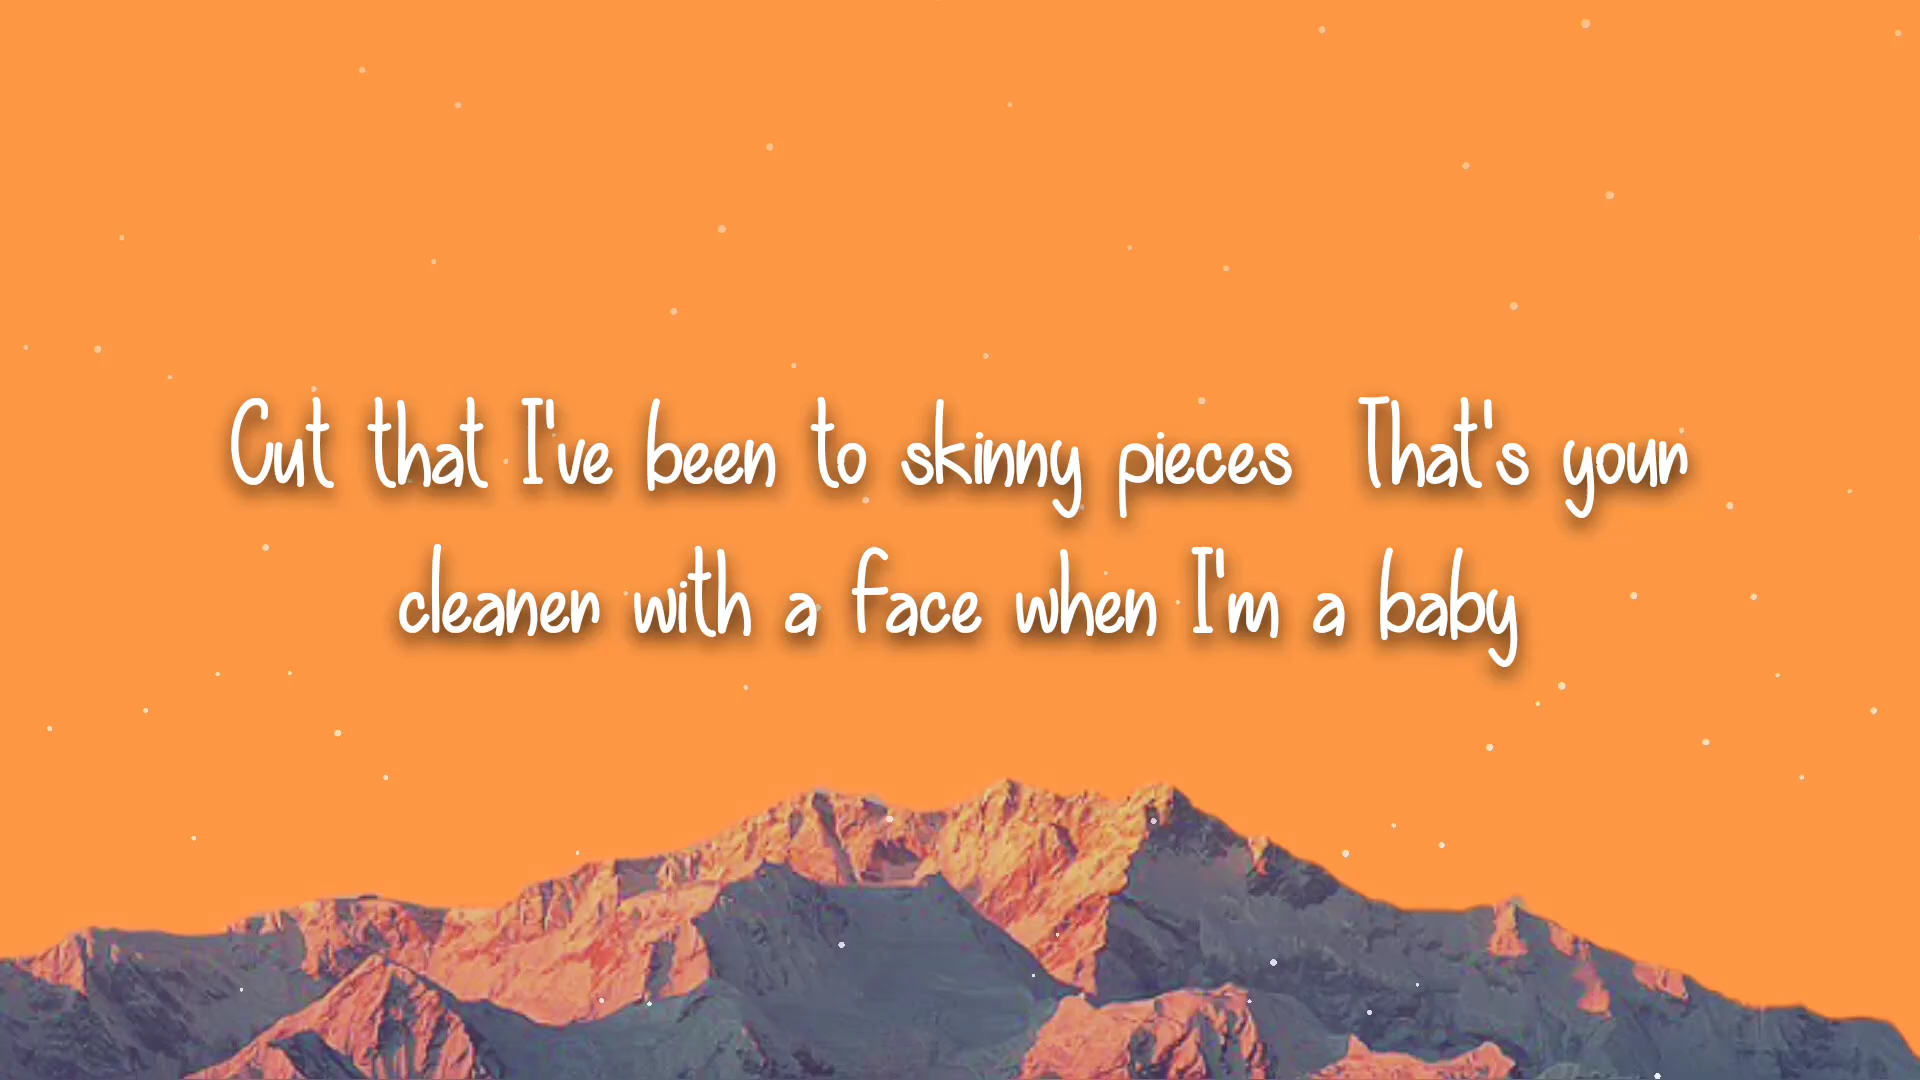 Cut that I've been to skinny pieces That's your
cleaner with a face when I'm a baby